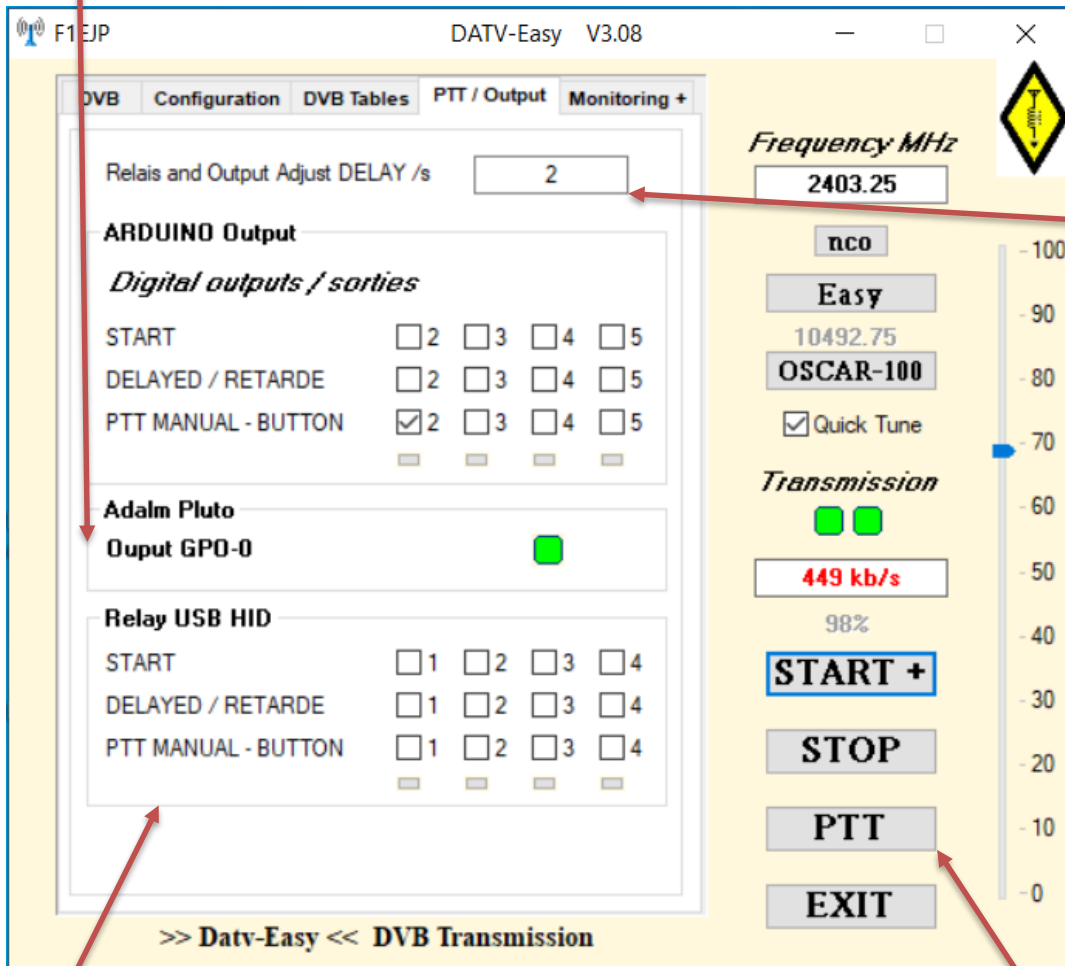 F1EJP DATV-Easy V3.08
DVB Configuration DVB Tables PTT / Output Monitoring +
Relais and Output Adjust DELAY /s 2
ARDUINO Output
Digital outputs / sorties
START 2 3 4 5
DELAYED / RETARDE 2 3 4 5
PTT MANUAL - BUTTON 2 3 4 5
Adalm Pluto
Ouput GPO-0
Relay USB HID
START 1 2 3 4
DELAYED / RETARDE 1 2 3 4
PTT MANUAL - BUTTON 1 2 3 4
>> Datv-Easy << DVB Transmission
Frequency MHz
2403.25
nco
Easy
10492.75
OSCAR-100
Quick Tune
Transmission
449 kb/s
98%
START +
STOP
PTT
EXIT
100
90
80
70
60
50
40
30
20
10
0